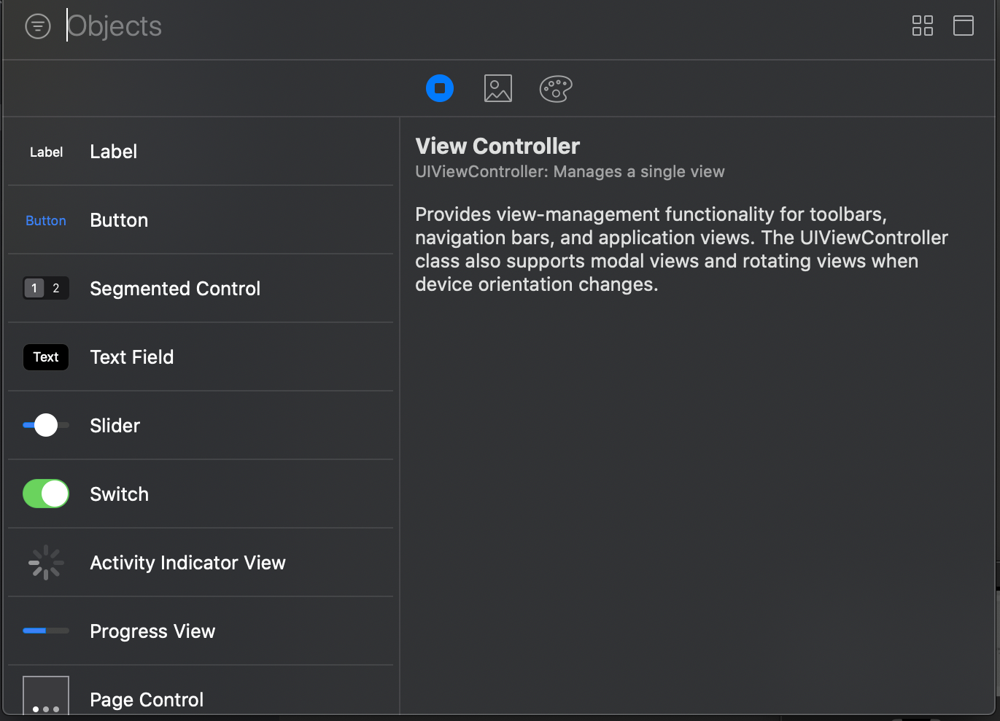 Objects
Label Label
Button Button
1 2 Segmented Control
Text Text Field
Slider
Switch
Activity Indicator View
Progress View
Page Control
View Controller
UIViewController: Manages a single view
Provides view-management functionality for toolbars,
navigation bars, and application views. The UIViewController
class also supports modal views and rotating views when
device orientation changes.